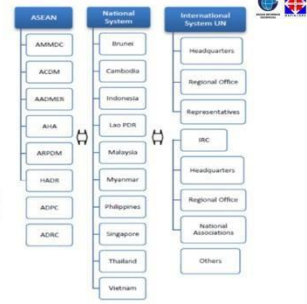 ASEAN
AMMDC
ACDM
AADMER
AHA
ARPDM
HADR
ADPC
ADRC
National
System
Brunei
Cambodia
Indonesia
Lao PDR
Malaysia
Myanmar
Philippines
Singapore
Thailand
Vietnam
International
System UN
Headquarters
Regional Office
Representatives
IRC
Headquarters
Regional Office
National
Associations
Others